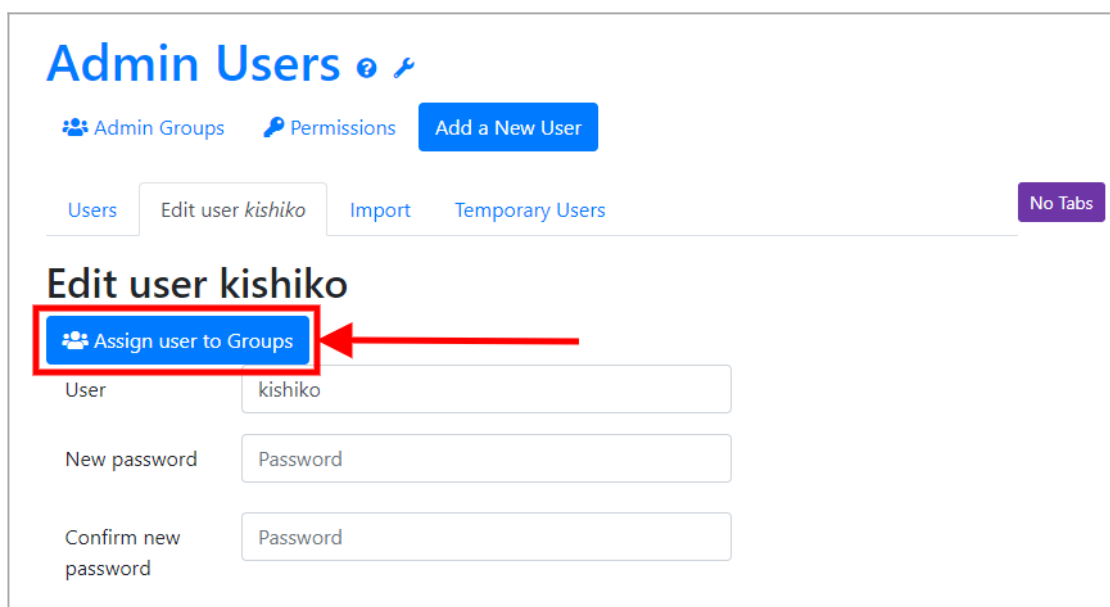 Admin Users
Admin Groups Permissions Add a New User
Users Edit user kishiko Import Temporary Users No Tabs
Edit user kishiko
Assign user to Groups
User kishiko
New password Password
Confirm new Password
password